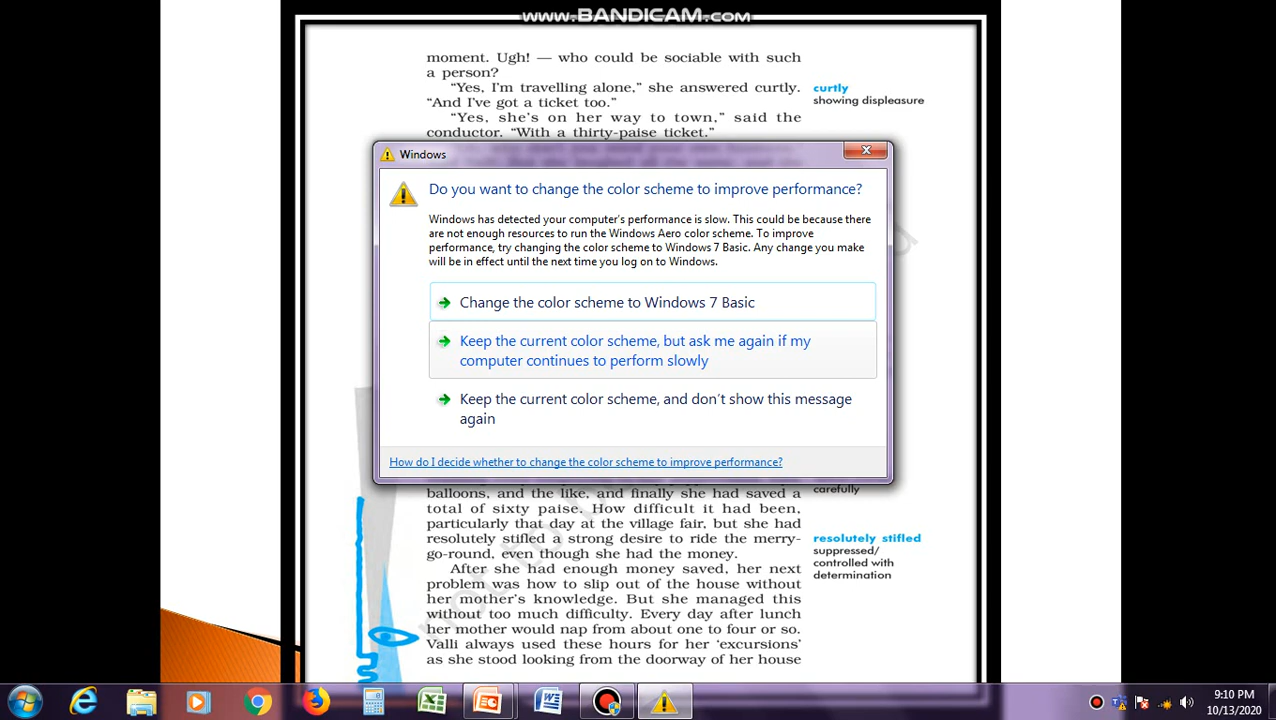 www.BANDICAM.com
moment. Ugh! — who could be sociable with such
a person?
“Yes, I’m travelling alone,” she answered curtly.
“And I’ve got a ticket too.”
“Yes, she’s on her way to town,” said the
conductor. “With a thirty-paise ticket.”
curtly
showing displeasure
Windows
Do you want to change the color scheme to improve performance?
Windows has detected your computer's performance is slow. This could be because there
are not enough resources to run the Windows Aero color scheme. To improve
performance, try changing the color scheme to Windows 7 Basic. Any change you make
will be in effect until the next time you log on to Windows.
Change the color scheme to Windows 7 Basic
Keep the current color scheme, but ask me again if my
computer continues to perform slowly
Keep the current color scheme, and don't show this message
again
How do I decide whether to change the color scheme to improve performance?
carefully
balloons, and the like, and finally she had saved a
total of sixty paise. How difficult it had been,
particularly that day at the village fair, but she had
resolutely stifled a strong desire to ride the merry-
go-round, even though she had the money.
After she had enough money saved, her next
problem was how to slip out of the house without
her mother’s knowledge. But she managed this
without too much difficulty. Every day after lunch
her mother would nap from about one to four or so.
Valli always used these hours for her ‘excursions’
as she stood looking from the doorway of her house
resolutely stifled
suppressed/
controlled with
determination
9:10 PM
10/13/2020